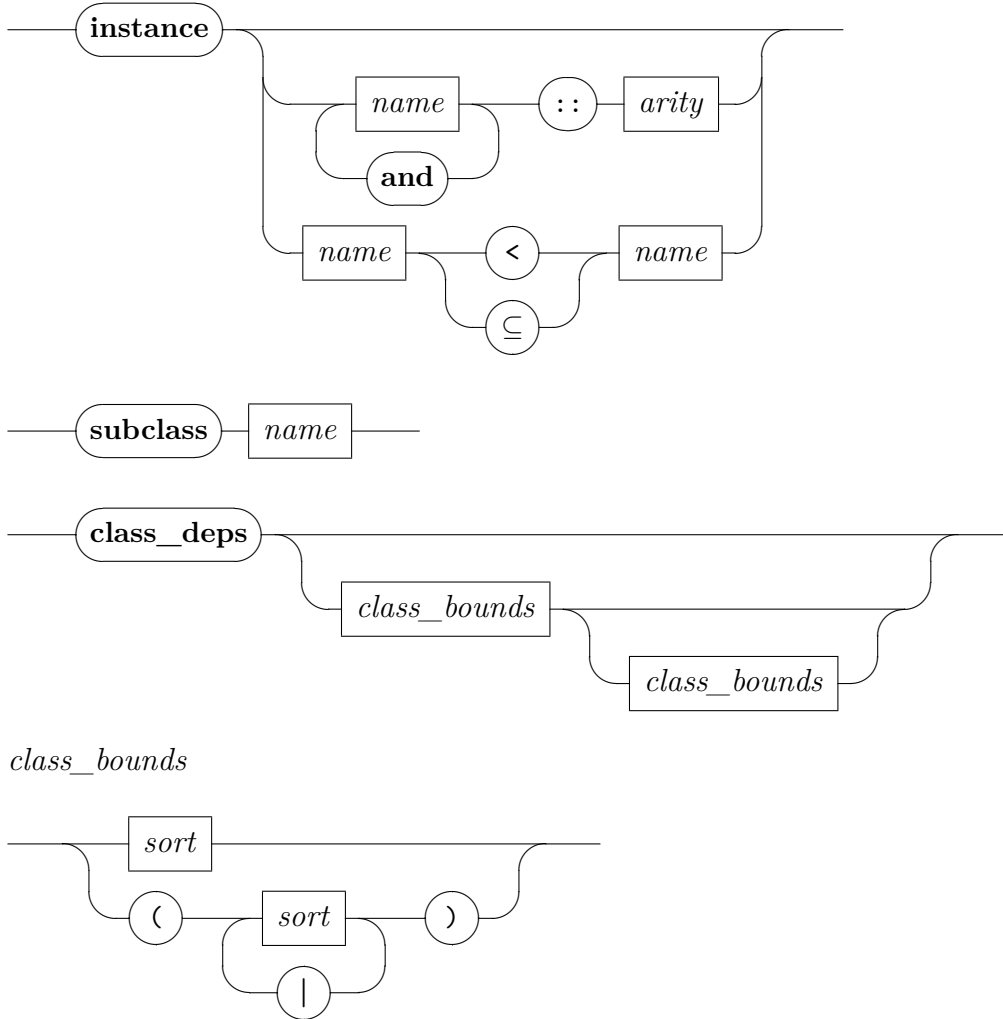 instance
name :: arity
and
name < name
⊆
subclass name
class_deps
class_bounds
class_bounds
class_bounds
sort
( sort )
|